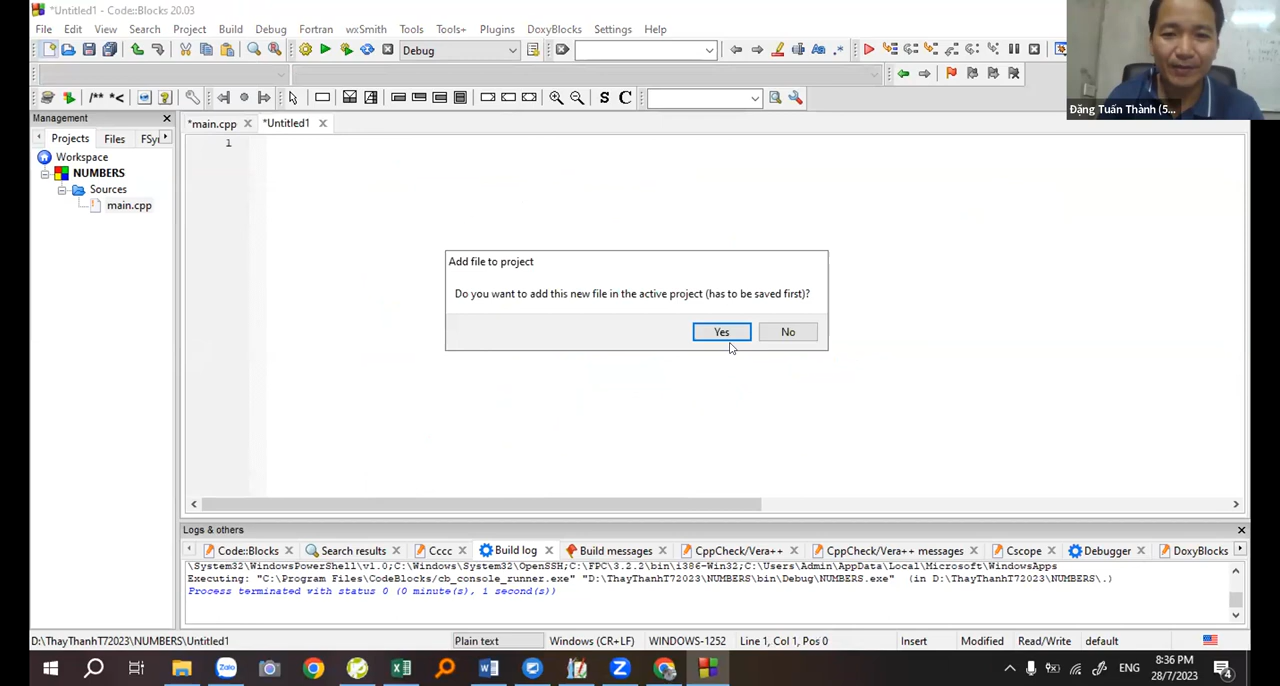 *Untitled1 - Code::Blocks 20.03
File Edit View Search Project Build Debug Fortran wxSmith Tools Tools+ Plugins DoxyBlocks Settings Help
Debug
/** *<
S C
Đặng Tuấn Thành (5...
Management
*main.cpp
*Untitled1
Projects Files FSy
1
Workspace
NUMBERS
Sources
main.cpp
Add file to project
Do you want to add this new file in the active project (has to be saved first)?
Yes No
Logs & others
Code::Blocks Search results Cccc Build log Build messages CppCheck/Vera++ CppCheck/Vera++ messages Cscope Debugger DoxyBlocks
\System32\WindowsPowerShell\v1.0;C:\Windows\System32\OpenSSH;C:\FPC\3.2.2\bin\i386-Win32;C:\Users\Admin\AppData\Local\Microsoft\WindowsApps
Executing: "C:\Program Files\CodeBlocks/cb_console_runner.exe" "D:\ThayThanhT72023\NUMBERS\bin\Debug\NUMBERS.exe" (in D:\ThayThanhT72023\NUMBERS\.)
Process terminated with status 0 (0 minute(s), 1 second(s))
D:\ThayThanhT72023\NUMBERS\Untitled1 Plain text Windows (CR+LF) WINDOWS-1252 Line 1, Col 1, Pos 0 Insert Modified Read/Write default
Zalo
ENG
8:36 PM
28/7/2023
4